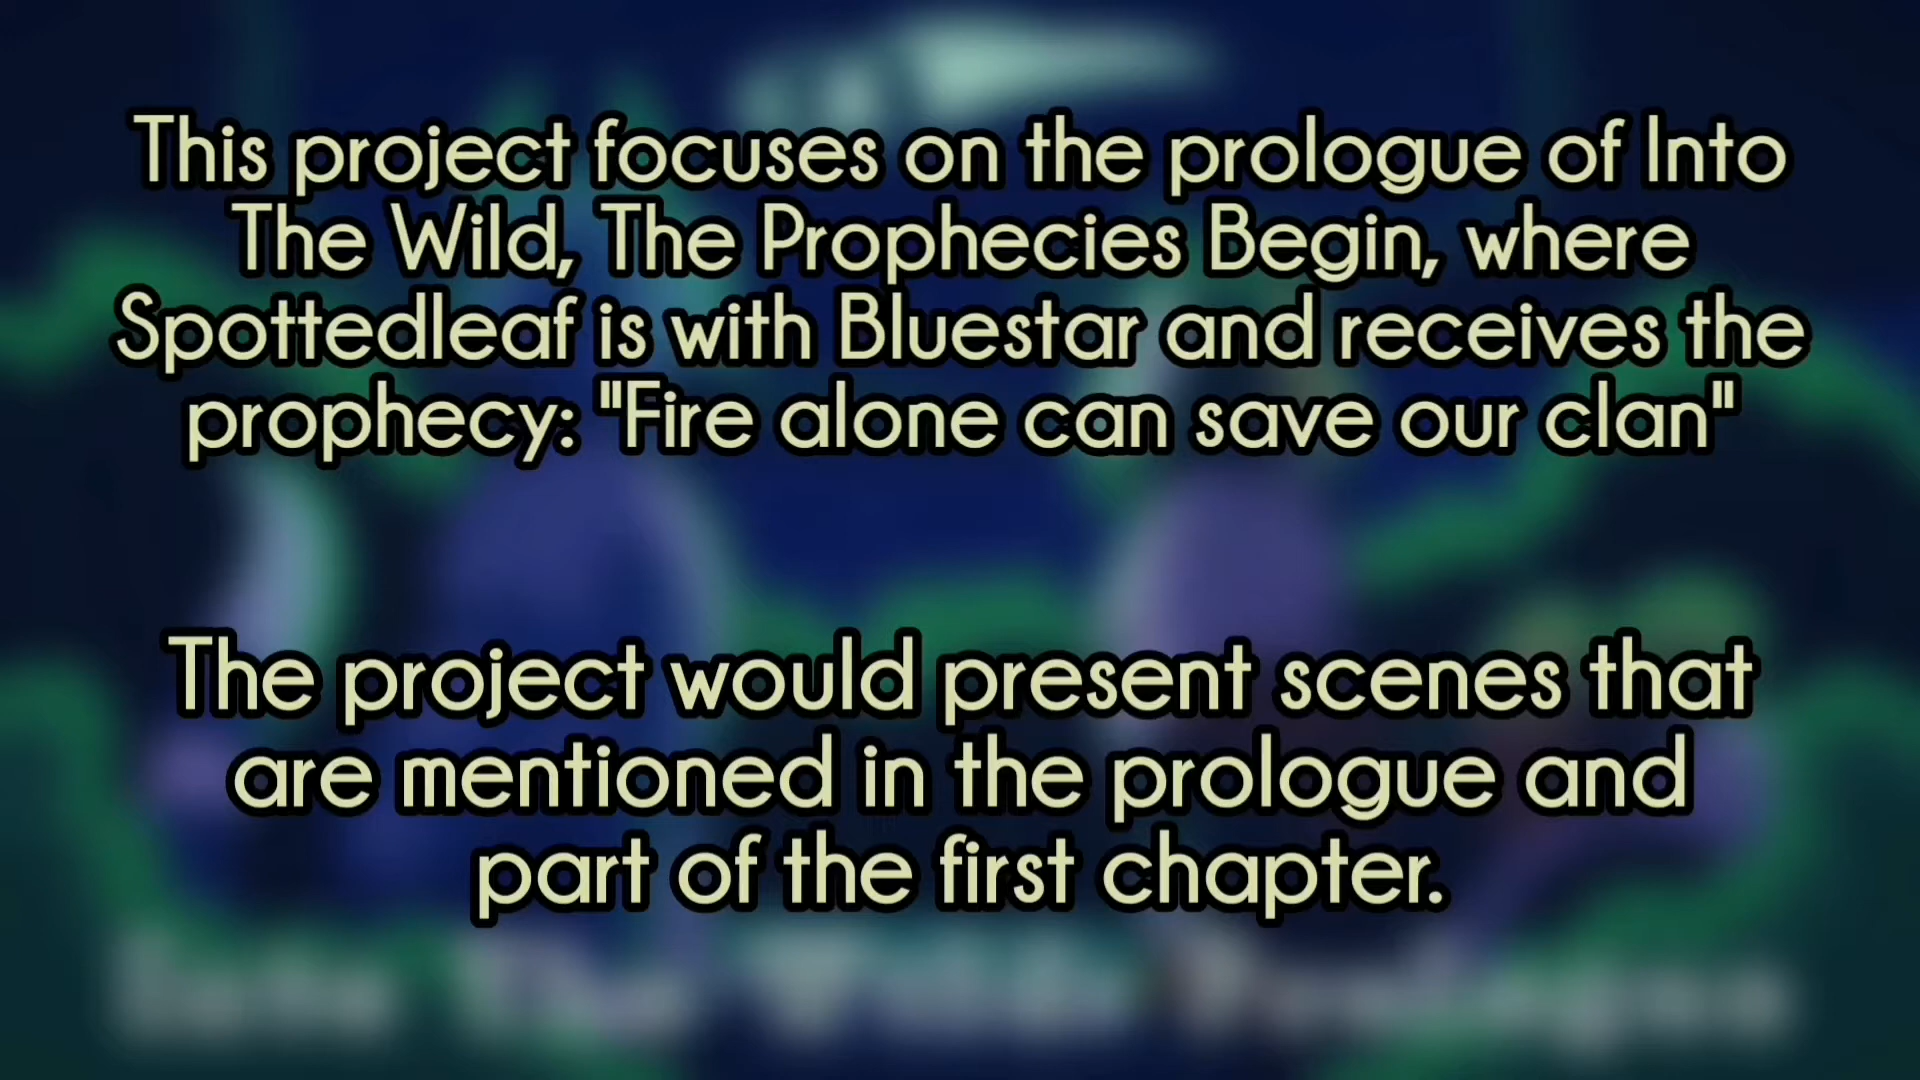 This project focuses on the prologue of Into
The Wild, The Prophecies Begin, where
Spottedleaf is with Bluestar and receives the
prophecy: "Fire alone can save our clan"
The project would present scenes that
are mentioned in the prologue and
part of the first chapter.